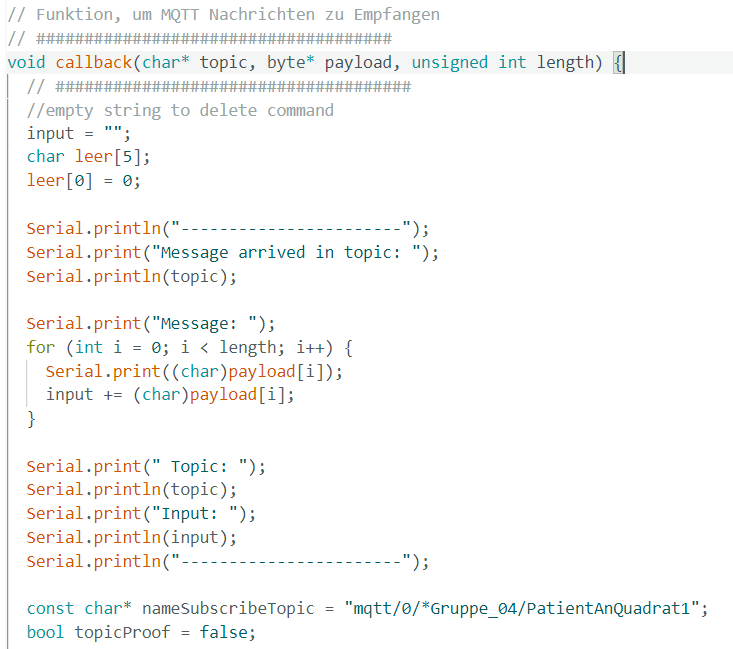 // Funktion, um MQTT Nachrichten zu Empfangen
// #####################################
void callback(char* topic, byte* payload, unsigned int length) {
// #####################################
//empty string to delete command
input = "";
char leer[5];
leer[0] = 0;
Serial.println("-----------------------");
Serial.print("Message arrived in topic: ");
Serial.println(topic);
Serial.print("Message: ");
for (int i = 0; i < length; i++) {
Serial.print((char)payload[i]);
input += (char)payload[i];
}
Serial.print(" Topic: ");
Serial.println(topic);
Serial.print("Input: ");
Serial.println(input);
Serial.println("-----------------------");
const char* nameSubscribeTopic = "mqtt/0/*Gruppe_04/PatientAnQuadrat1";
bool topicProof = false;